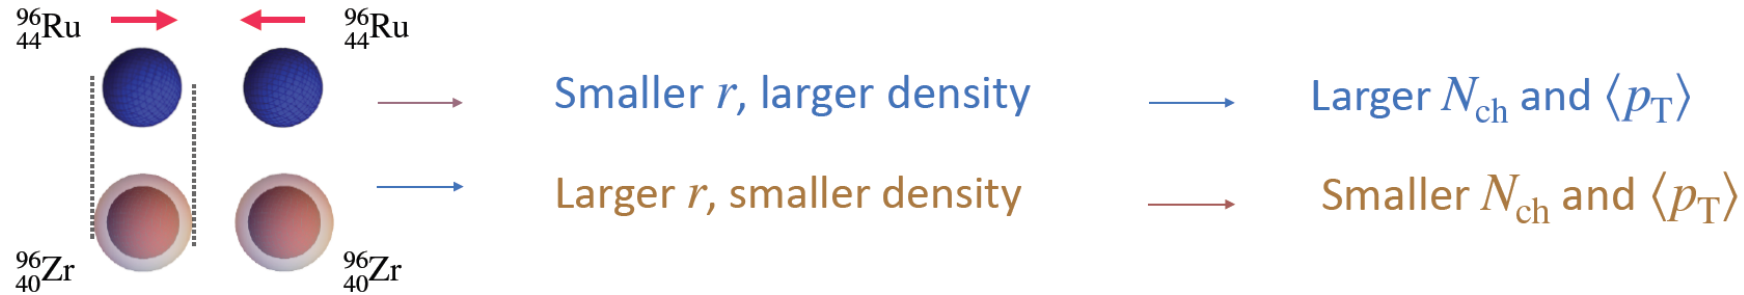 ⁹⁶₄₄Ru ⁹⁶₄₄Ru
Smaller r, larger density Larger N_ch and ⟨p_T⟩
Larger r, smaller density Smaller N_ch and ⟨p_T⟩
⁹⁶₄₀Zr ⁹⁶₄₀Zr